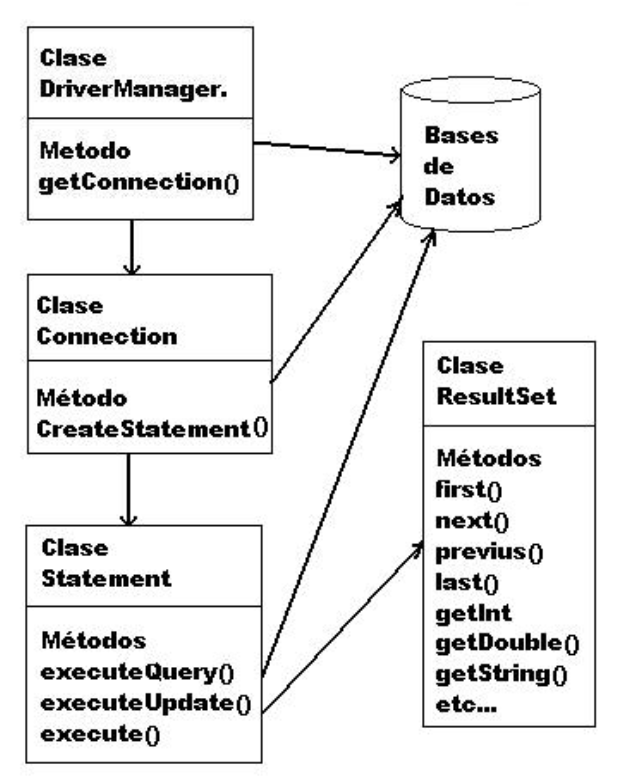 Clase
DriverManager.
Metodo
getConnection()
Bases
de
Datos
Clase
Connection
Método
CreateStatement()
Clase
ResultSet
Métodos
first()
next()
previus()
last()
getInt
getDouble()
getString()
etc...
Clase
Statement
Métodos
executeQuery()
executeUpdate()
execute()